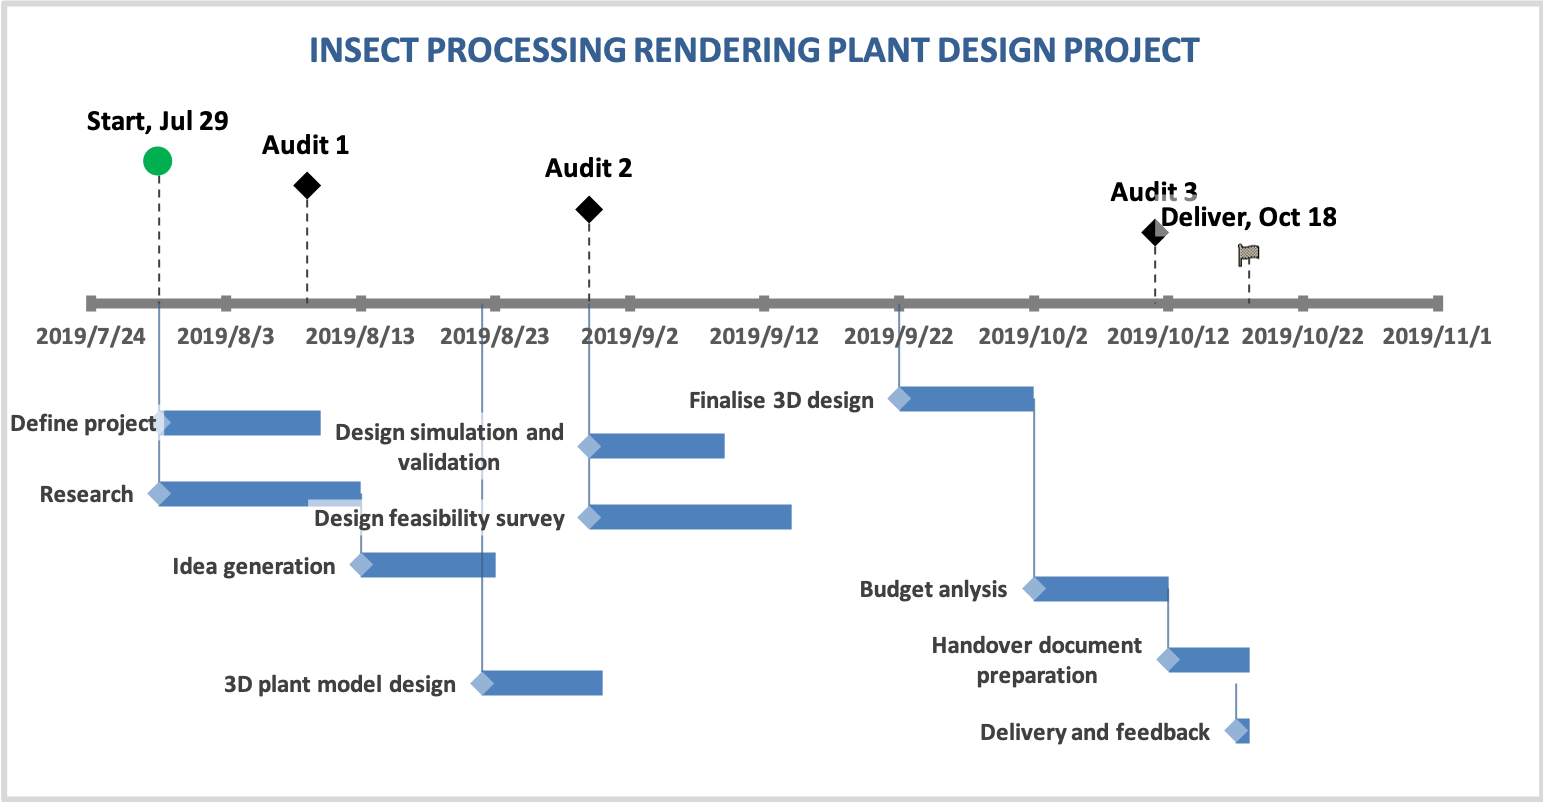 INSECT PROCESSING RENDERING PLANT DESIGN PROJECT
Start, Jul 29
Audit 1
Audit 2
Audit 3
Deliver, Oct 18
2019/7/24
2019/8/3
2019/8/13
2019/8/23
2019/9/2
2019/9/12
2019/9/22
2019/10/2
2019/10/12
2019/10/22
2019/11/1
Finalise 3D design
Define project
Design simulation and
validation
Research
Design feasibility survey
Idea generation
Budget anlysis
Handover document
preparation
3D plant model design
Delivery and feedback